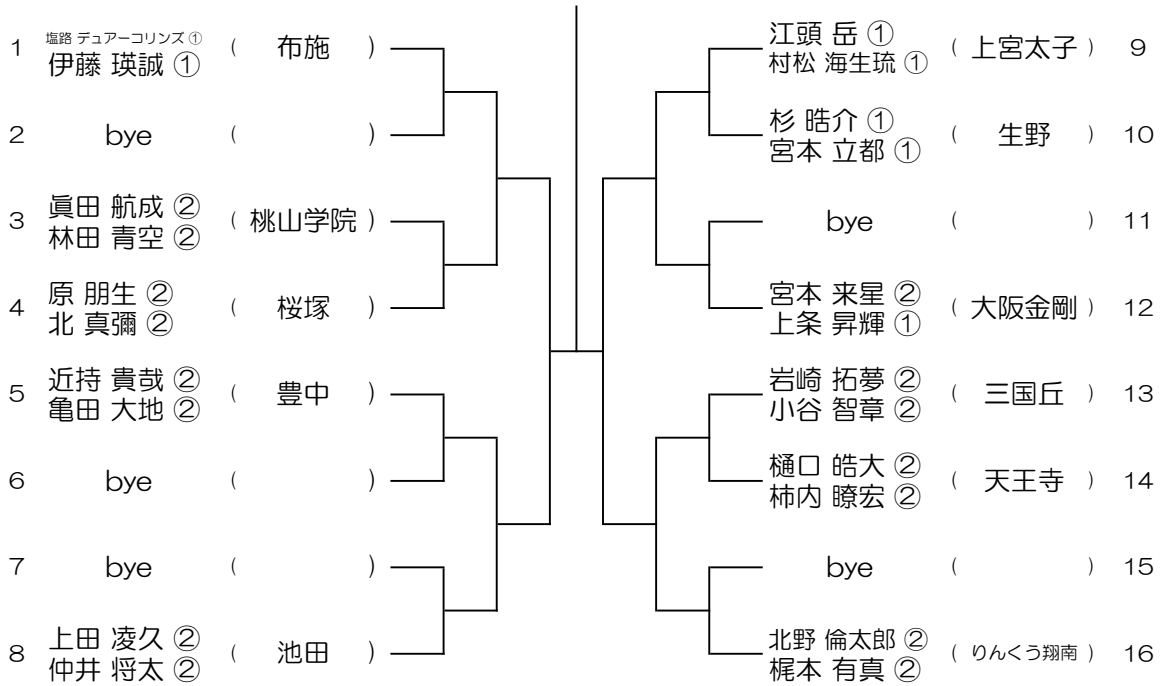 1 塩路 デュアーコリンズ ① ( 布施 )
伊藤 瑛誠 ①
2 bye ( )
3 眞田 航成 ② ( 桃山学院 )
林田 青空 ②
4 原 朋生 ② ( 桜塚 )
北 真彌 ②
5 近持 貴哉 ② ( 豊中 )
亀田 大地 ②
6 bye ( )
7 bye ( )
8 上田 凌久 ② ( 池田 )
仲井 将太 ②
江頭 岳 ① ( 上宮太子 ) 9
村松 海生琉 ①
杉 晧介 ① ( 生野 ) 10
宮本 立都 ①
bye ( ) 11
宮本 来星 ② ( 大阪金剛 ) 12
上条 昇輝 ①
岩崎 拓夢 ② ( 三国丘 ) 13
小谷 智章 ②
樋口 皓大 ② ( 天王寺 ) 14
柿内 瞭宏 ②
bye ( ) 15
北野 倫太郎 ② ( りんくう翔南 ) 16
梶本 有真 ②